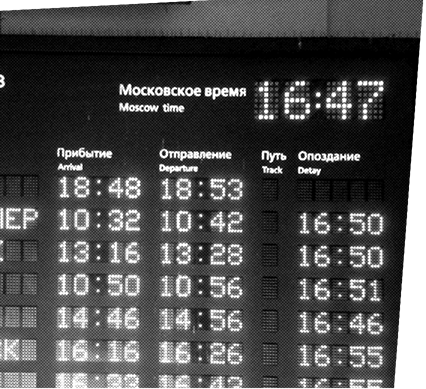 Московское время 16:47
Moscow time
Прибытие Отправление Путь Опоздание
Arrival Departure Track Delay
18:48 18:53
10:32 10:42 16:50
13:16 13:28 16:50
10:50 10:56 16:51
14:46 14:56 16:46
16:16 16:26 16:55